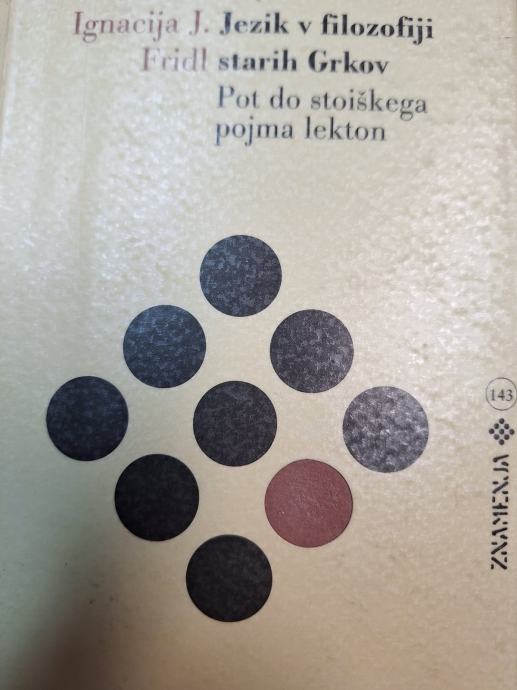 Ignacija J. Jezik v filozofiji
Fridl starih Grkov
Pot do stoiškega
pojma lekton
143
ZNAMENJA